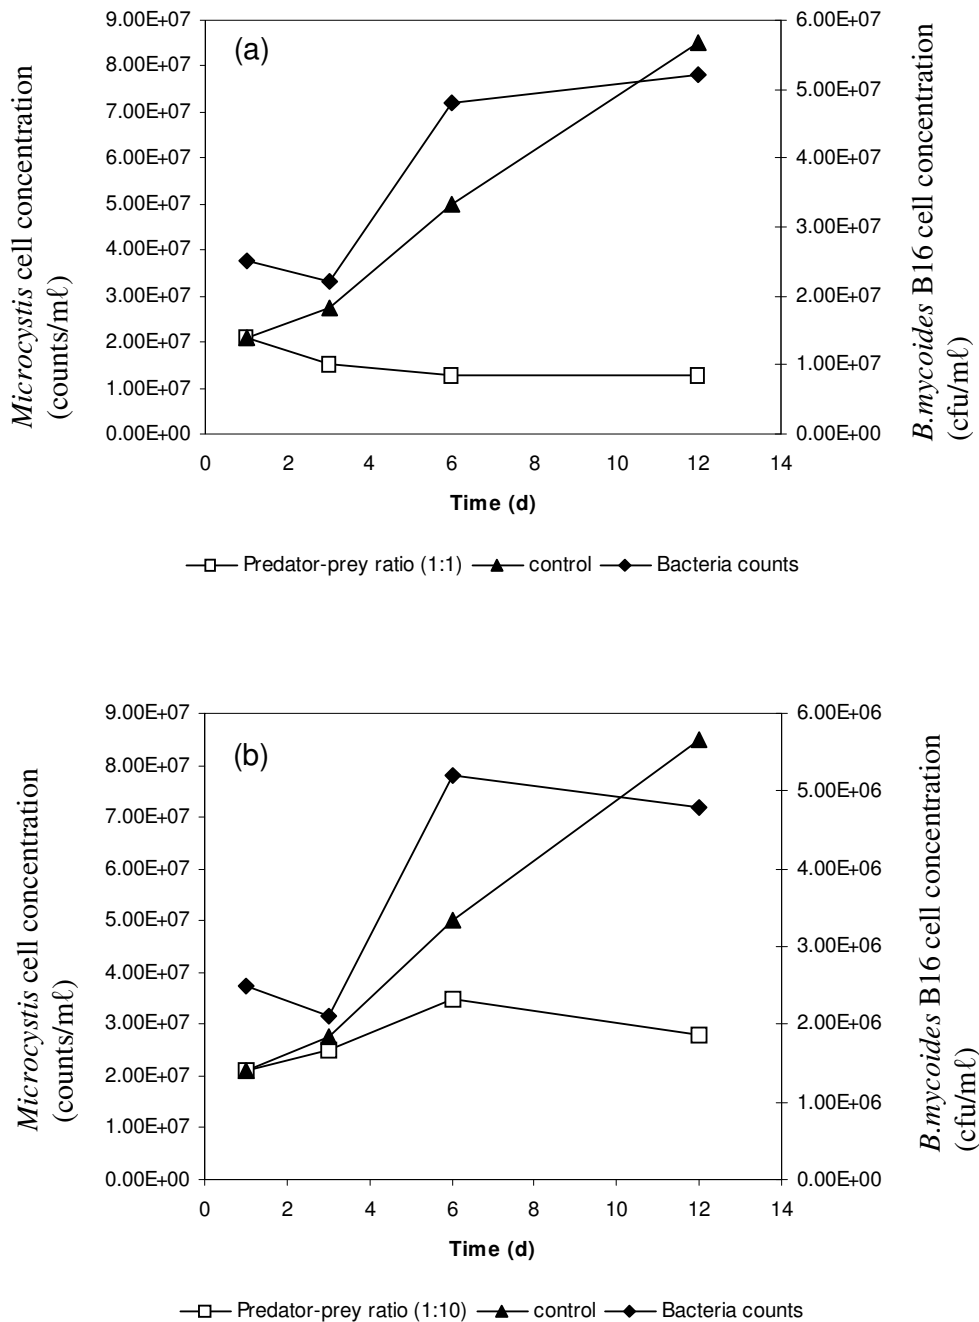 (a)
Microcystis cell concentration
(counts/mℓ)
9.00E+07
8.00E+07
7.00E+07
6.00E+07
5.00E+07
4.00E+07
3.00E+07
2.00E+07
1.00E+07
0.00E+00
6.00E+07
5.00E+07
4.00E+07
3.00E+07
2.00E+07
1.00E+07
0.00E+00
B.mycoides B16 cell concentration
(cfu/mℓ)
0 2 4 6 8 10 12 14
Time (d)
Predator-prey ratio (1:1) control Bacteria counts
(b)
Microcystis cell concentration
(counts/mℓ)
9.00E+07
8.00E+07
7.00E+07
6.00E+07
5.00E+07
4.00E+07
3.00E+07
2.00E+07
1.00E+07
0.00E+00
6.00E+06
5.00E+06
4.00E+06
3.00E+06
2.00E+06
1.00E+06
0.00E+00
B.mycoides B16 cell concentration
(cfu/mℓ)
0 2 4 6 8 10 12 14
Time (d)
Predator-prey ratio (1:10) control Bacteria counts